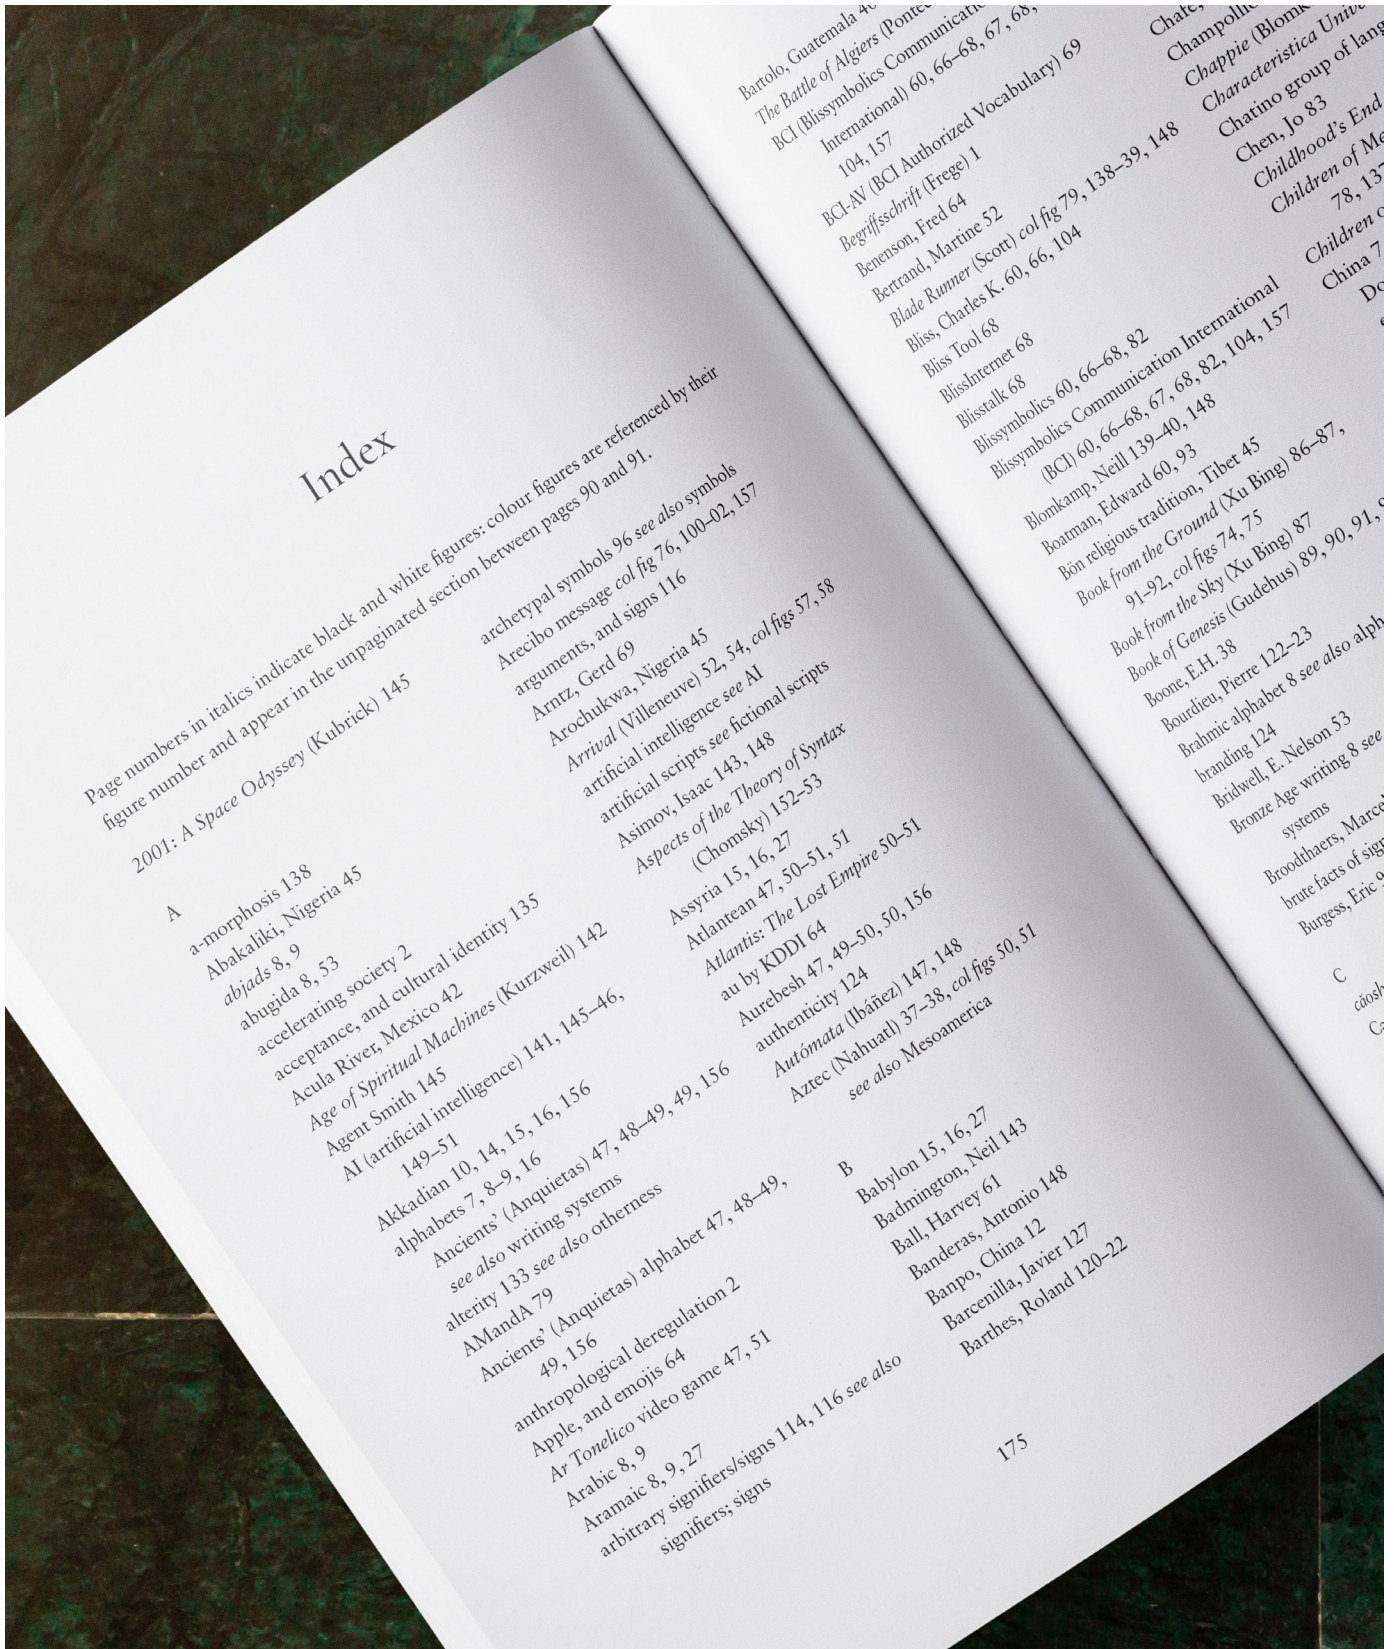 Index
Page numbers in italics indicate black and white figures: colour figures are referenced by their
figure number and appear in the unpaginated section between pages 90 and 91.
2001: A Space Odyssey (Kubrick) 145
A
a-morphosis 138
Abakaliki, Nigeria 45
abjads 8, 9
abugida 8, 53
accelerating society 2
acceptance, and cultural identity 135
Acula River, Mexico 42
Age of Spiritual Machines (Kurzweil) 142
Agent Smith 145
AI (artificial intelligence) 141, 145–46,
149–51
Akkadian 10, 14, 15, 16, 156
alphabets 7, 8–9, 16
Ancients’ (Anquietas) 47, 48–49, 49, 156
see also writing systems
alterity 133 see also otherness
AMandA 79
Ancients’ (Anquietas) alphabet 47, 48–49,
49, 156
anthropological deregulation 2
Apple, and emojis 64
Ar Tonelico video game 47, 51
Arabic 8, 9
Aramaic 8, 9, 27
arbitrary signifiers/signs 114, 116 see also
signifiers; signs
archetypal symbols 96 see also symbols
Arecibo message col fig 76, 100–02, 157
arguments, and signs 116
Arntz, Gerd 69
Arochukwa, Nigeria 45
Arrival (Villeneuve) 52, 54, col figs 57, 58
artificial intelligence see AI
artificial scripts see fictional scripts
Asimov, Isaac 143, 148
Aspects of the Theory of Syntax
(Chomsky) 152–53
Assyria 15, 16, 27
Atlantean 47, 50–51, 51
Atlantis: The Lost Empire 50–51
au by KDDI 64
Aurebesh 47, 49–50, 50, 156
authenticity 124
Autómata (Ibáñez) 147, 148
Aztec (Nahuatl) 37–38, col figs 50, 51
see also Mesoamerica
B
Babylon 15, 16, 27
Badmington, Neil 143
Ball, Harvey 61
Banderas, Antonio 148
Banpo, China 12
Barcenilla, Javier 127
Barthes, Roland 120–22
175
Bartolo, Guatemala
The Battle of Algiers
BCI (Blissymbolics
International) 60, 66–68, 67, 68,
104, 157
BCI-AV (BCI Authorized Vocabulary) 69
Begriffsschrift (Frege) 1
Benenson, Fred 64
Bertrand, Martine 52
Blade Runner (Scott) col fig 79, 138–39, 148
Bliss, Charles K. 60, 66, 104
Bliss Tool 68
BlissInternet 68
Blisstalk 68
Blissymbolics 60, 66–68, 82
Blissymbolics Communication International
(BCI) 60, 66–68, 67, 68, 82, 104, 157
Blomkamp, Neill 139–40, 148
Boatman, Edward 60, 93
Bön religious tradition, Tibet 45
Book from the Ground (Xu Bing) 86–87,
91–92, col figs 74, 75
Book from the Sky (Xu Bing) 87
Book of Genesis (Gudehus) 89, 90, 91,
Boone, E.H. 38
Bourdieu, Pierre 122–23
Brahmic alphabet 8 see also
branding 124
Bridwell, E. Nelson 53
Bronze Age writing 8 see
systems
Broodthaers,
brute facts of
Burgess, Eric
C
Chappie
Characteristica
Chatino group of
Chen, Jo 83
Childhood's End
Children of
78,
Children
China 7